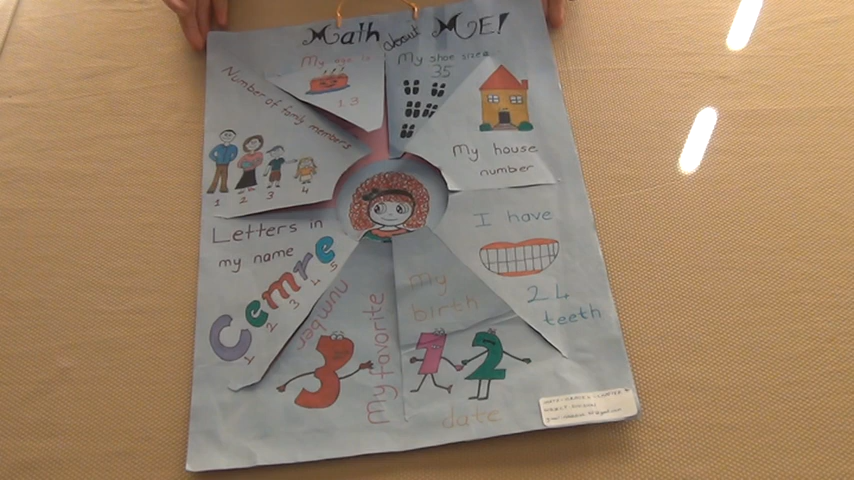 Math about ME!
My age is
13
My shoe size
35
My house
number
I have
24
teeth
My
birth
12
date
My favorite
number
3
Letters in
my name
Cemre
1 2 3 4 5
Number of family members
1 2 3 4